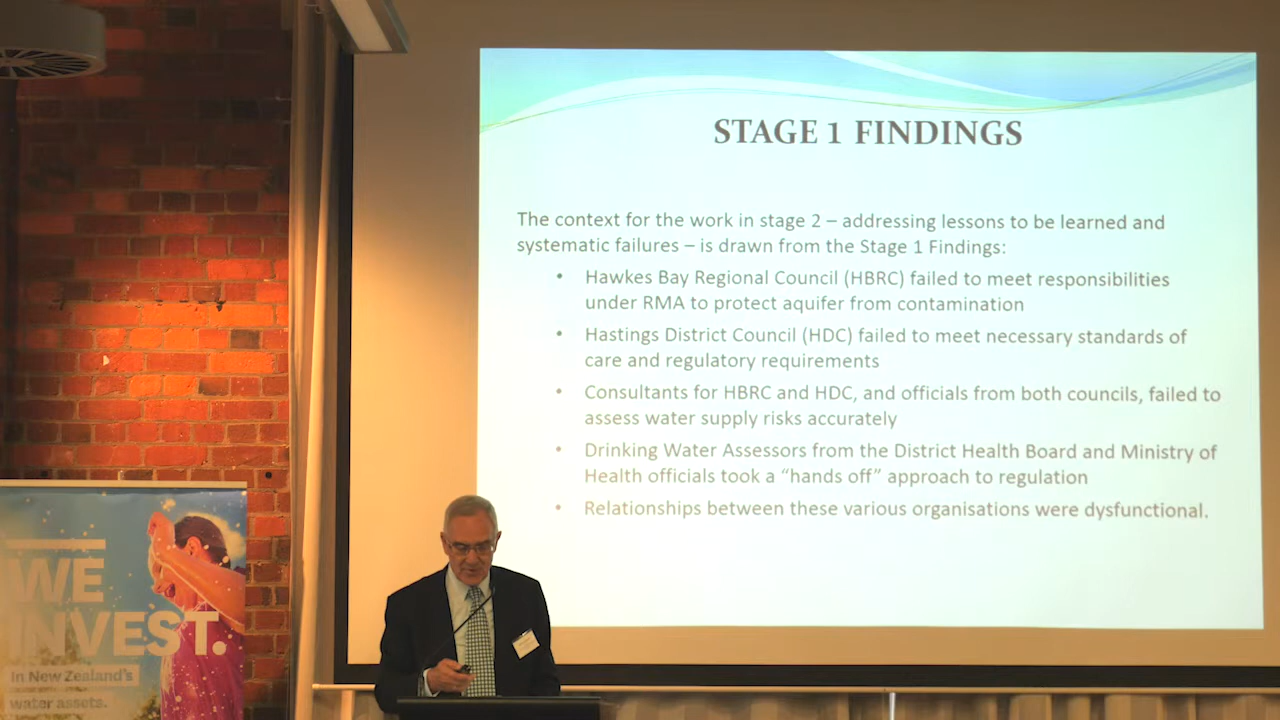 STAGE 1 FINDINGS
The context for the work in stage 2 – addressing lessons to be learned and
systematic failures – is drawn from the Stage 1 Findings:
• Hawkes Bay Regional Council (HBRC) failed to meet responsibilities
under RMA to protect aquifer from contamination
• Hastings District Council (HDC) failed to meet necessary standards of
care and regulatory requirements
• Consultants for HBRC and HDC, and officials from both councils, failed to
assess water supply risks accurately
• Drinking Water Assessors from the District Health Board and Ministry of
Health officials took a “hands off” approach to regulation
• Relationships between these various organisations were dysfunctional.
WE
INVEST.
In New Zealand's
water assets.